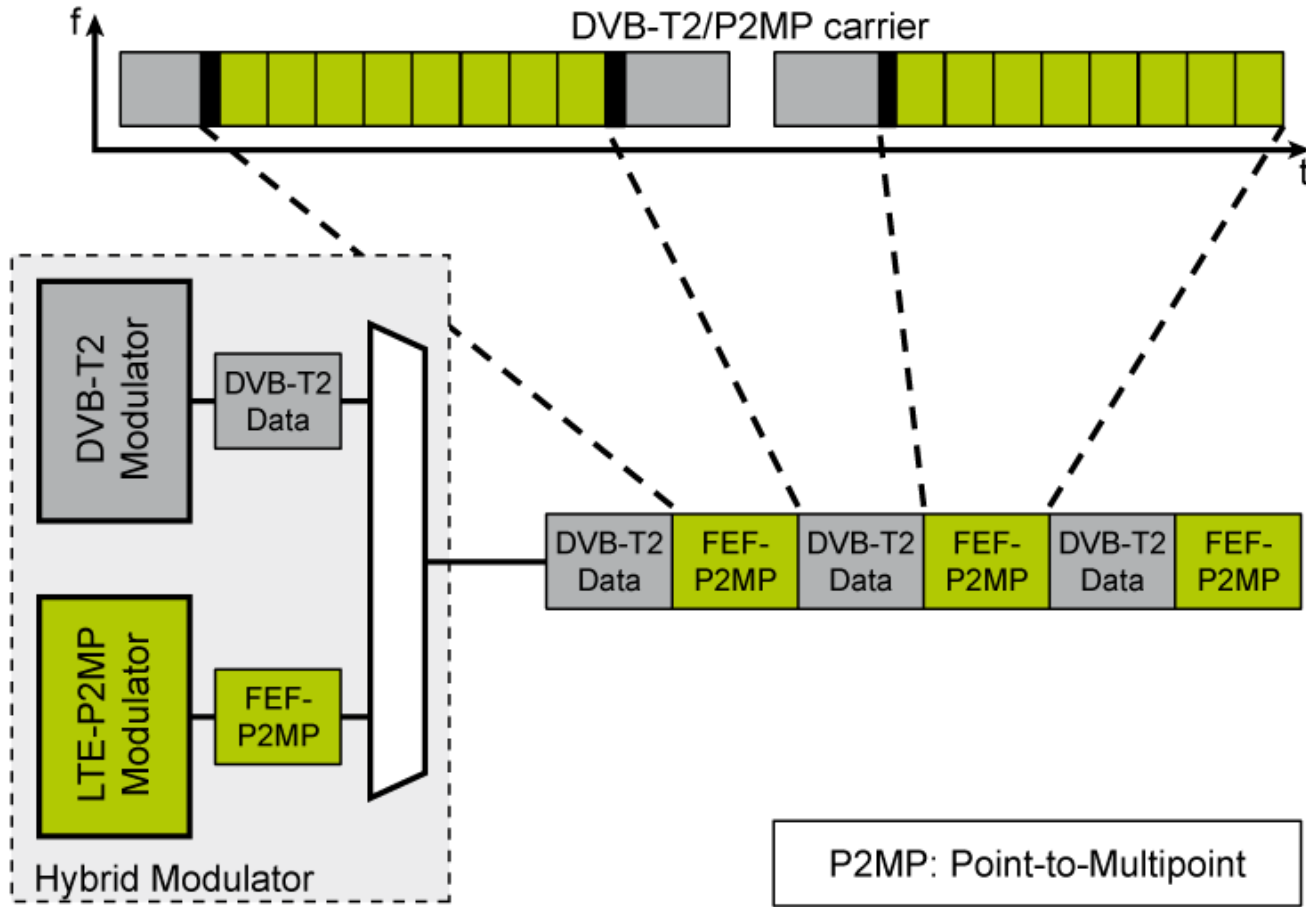 f
DVB-T2/P2MP carrier
t
DVB-T2
Modulator
DVB-T2
Data
LTE-P2MP
Modulator
FEF-
P2MP
Hybrid Modulator
DVB-T2
Data
FEF-
P2MP
DVB-T2
Data
FEF-
P2MP
DVB-T2
Data
FEF-
P2MP
P2MP: Point-to-Multipoint